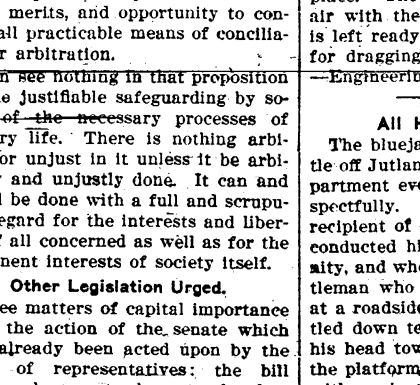 merits, and opportunity to con-
all practicable means of concilia-
r arbitration.
n see nothing in that proposition
e justifiable safeguarding by so-
of the necessary processes of
ry life. There is nothing arbi-
or unjust in it unless it be arbi-
y and unjustly done. It can and
l be done with a full and scrupu-
egard for the interests and liber-
f all concerned as well as for the
nent interests of society itself.
Other Legislation Urged.
ee matters of capital importance
the action of the senate which
already been acted upon by the
of representatives: the bill
air with the
is left ready
for dragging
—Engineerin
All H
The blueja
tle off Jutlan
partment eve
spectfully.
recipient of
conducted hi
nity, and who
tleman who
at a roadside
tled down te
his head tow
the platform